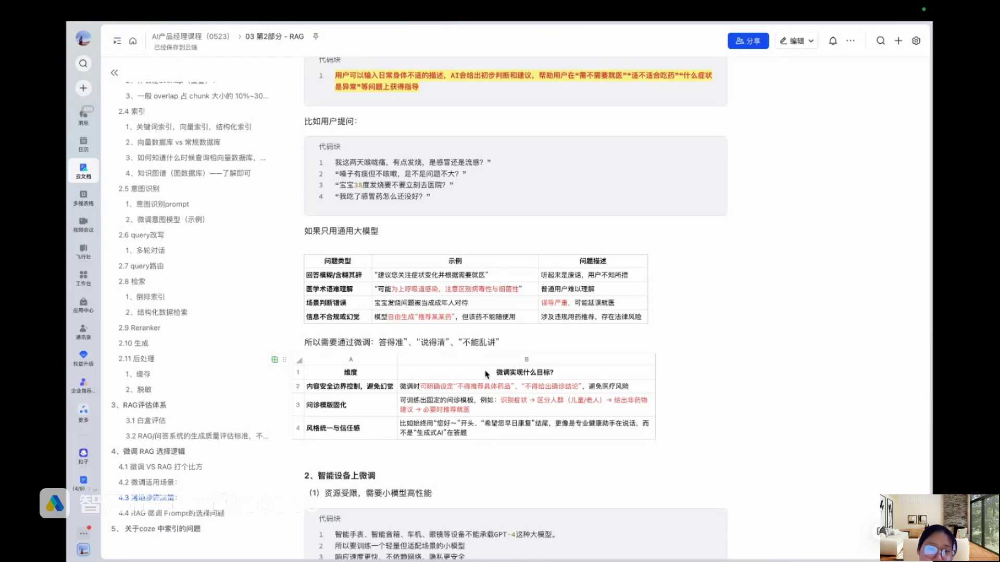 AI产品经理课程（0523） › 03 第2部分 - RAG
已经保存到云端
分享
编辑
499
消息
日历
云文档
多维表格
视频会议
飞行社
工作台
应用中心
通讯录
权益升级
企业推荐...
更多
扣子
(4/9) ： ...
3、一般 overlap 占 chunk 大小的 10%~30...
2.4 索引
1、关键词索引，向量索引，结构化索引
2、向量数据库 vs 常规数据库
3、如何知道什么时候查询相向量数据库，...
4、知识图谱（图数据库）——了解即可
2.5 意图识别
1、意图识别prompt
2、微调意图模型（示例）
2.6 query改写
1、多轮对话
2.7 query路由
2.8 检索
1、倒排索引
2、结构化数据检索
2.9 Reranker
2.10 生成
2.11 后处理
1、缓存
2、脱敏
3、RAG评估体系
3.1 白盒评估
3.2 RAG/问答系统的生成质量评估标准，不...
4、微调 RAG 选择逻辑
4.1 微调 VS RAG 打个比方
4.2 微调适用场景：
4.3 落地步骤决策：
4.4 RAG 微调 Prompt的选择问题
5、 关于coze 中索引的问题
代码块
1 用户可以输入日常身体不适的描述，AI会给出初步判断和建议，帮助用户在“需不需要就医”“适不适合吃药”“什么症状
是异常”等问题上获得指导
比如用户提问：
代码块
1 我这两天喉咙痛，有点发烧，是感冒还是流感？”
2 “嗓子有痰但不咳嗽，是不是问题不大？”
3 “宝宝38度发烧要不要立刻去医院？”
4 “我吃了感冒药怎么还没好？”
如果只用通用大模型
问题类型 示例 问题描述
回答模糊/含糊其辞 “建议您关注症状变化并根据需要就医” 听起来是废话，用户不知所措
医学术语难理解 “可能为上呼吸道感染，注意区别病毒性与细菌性” 普通用户难以理解
场景判断错误 宝宝发烧问题被当成成年人对待 误导严重，可能延误就医
信息不合规或幻觉 模型自由生成“推荐某某药”，但该药不能随便用 涉及违规用药推荐，存在法律风险
所以需要通过微调：答得准”、“说得清”、“不能乱讲”
A B
1 维度 微调实现什么目标?
2 内容安全边界控制，避免幻觉 微调时可明确设定“不得推荐具体药品”、“不得给出确诊结论”，避免医疗风险
3 问诊模版固化 可训练出固定的问诊模板，例如：识别症状 → 区分人群（儿童/老人）→ 给出非药物
建议 → 必要时推荐就医
4 风格统一与信任感 比如始终用“您好～”开头、“希望您早日康复”结尾，更像是专业健康助手在说话，而
不是“生成式AI”在答题
2、智能设备上微调
（1）资源受限，需要小模型高性能
代码块
1 智能手表、智能音箱、车机、眼镜等设备不能承载GPT-4这种大模型。
2 所以要训练一个轻量但适配场景的小模型
3 响应速度更快，不依赖网络，隐私更安全